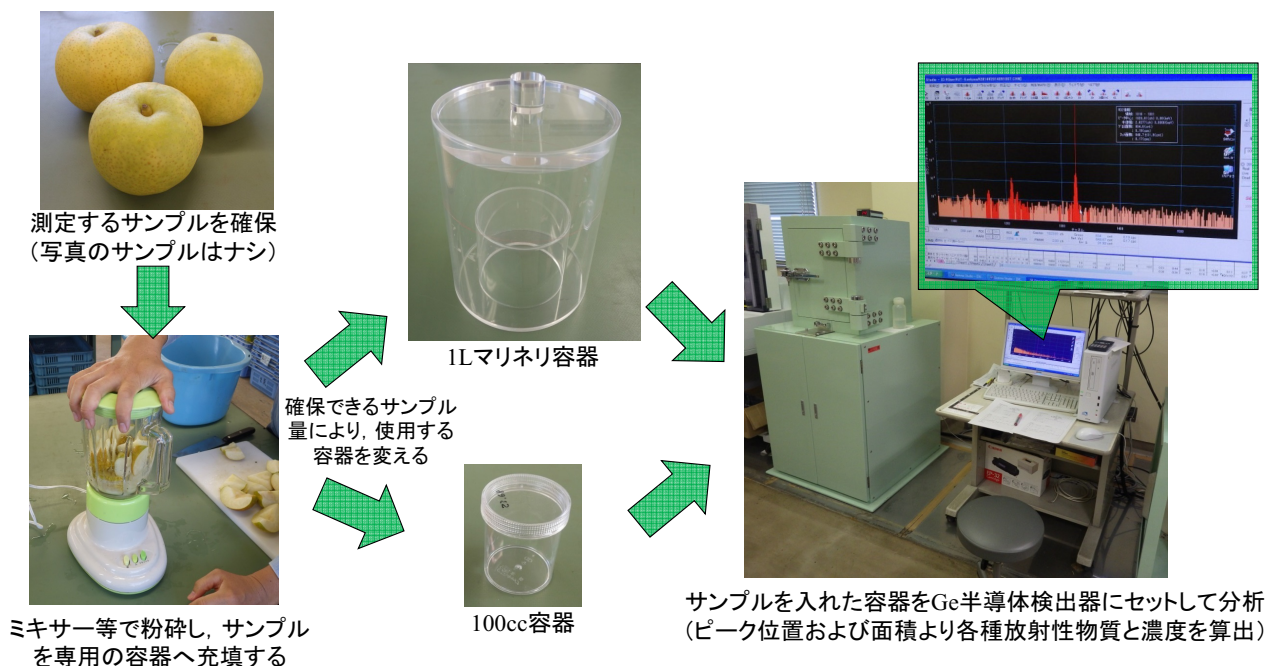 測定するサンプルを確保
（写真のサンプルはナシ）
ミキサー等で粉砕し，サンプル
を専用の容器へ充填する
確保できるサンプル
量により，使用する
容器を変える
1Lマリネリ容器
100cc容器
サンプルを入れた容器をGe半導体検出器にセットして分析
（ピーク位置および面積より各種放射性物質と濃度を算出）
Canon